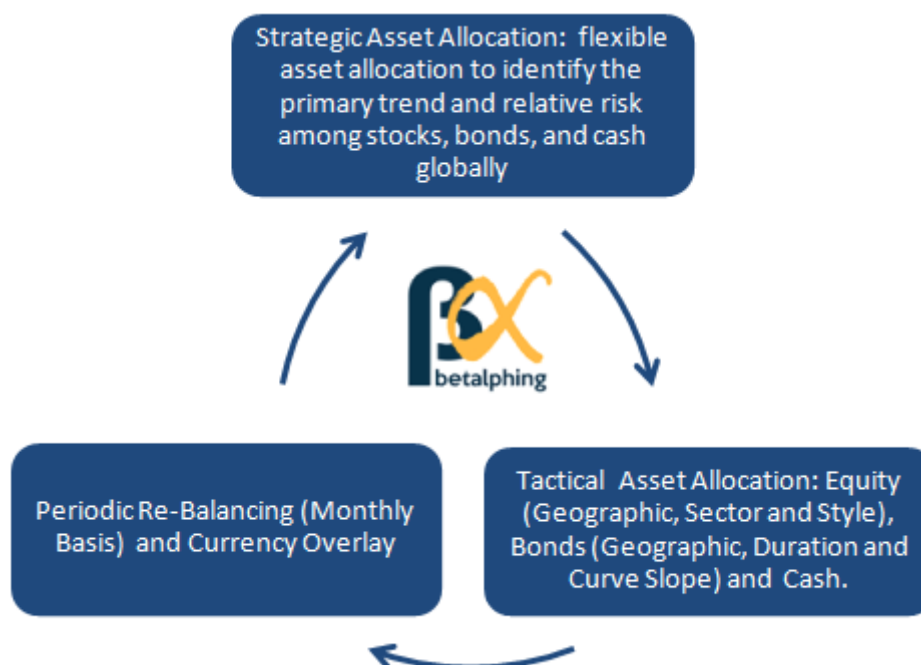 Strategic Asset Allocation: flexible
asset allocation to identify the
primary trend and relative risk
among stocks, bonds, and cash
globally
βα
betalphing
Periodic Re-Balancing (Monthly
Basis) and Currency Overlay
Tactical Asset Allocation: Equity
(Geographic, Sector and Style),
Bonds (Geographic, Duration and
Curve Slope) and Cash.